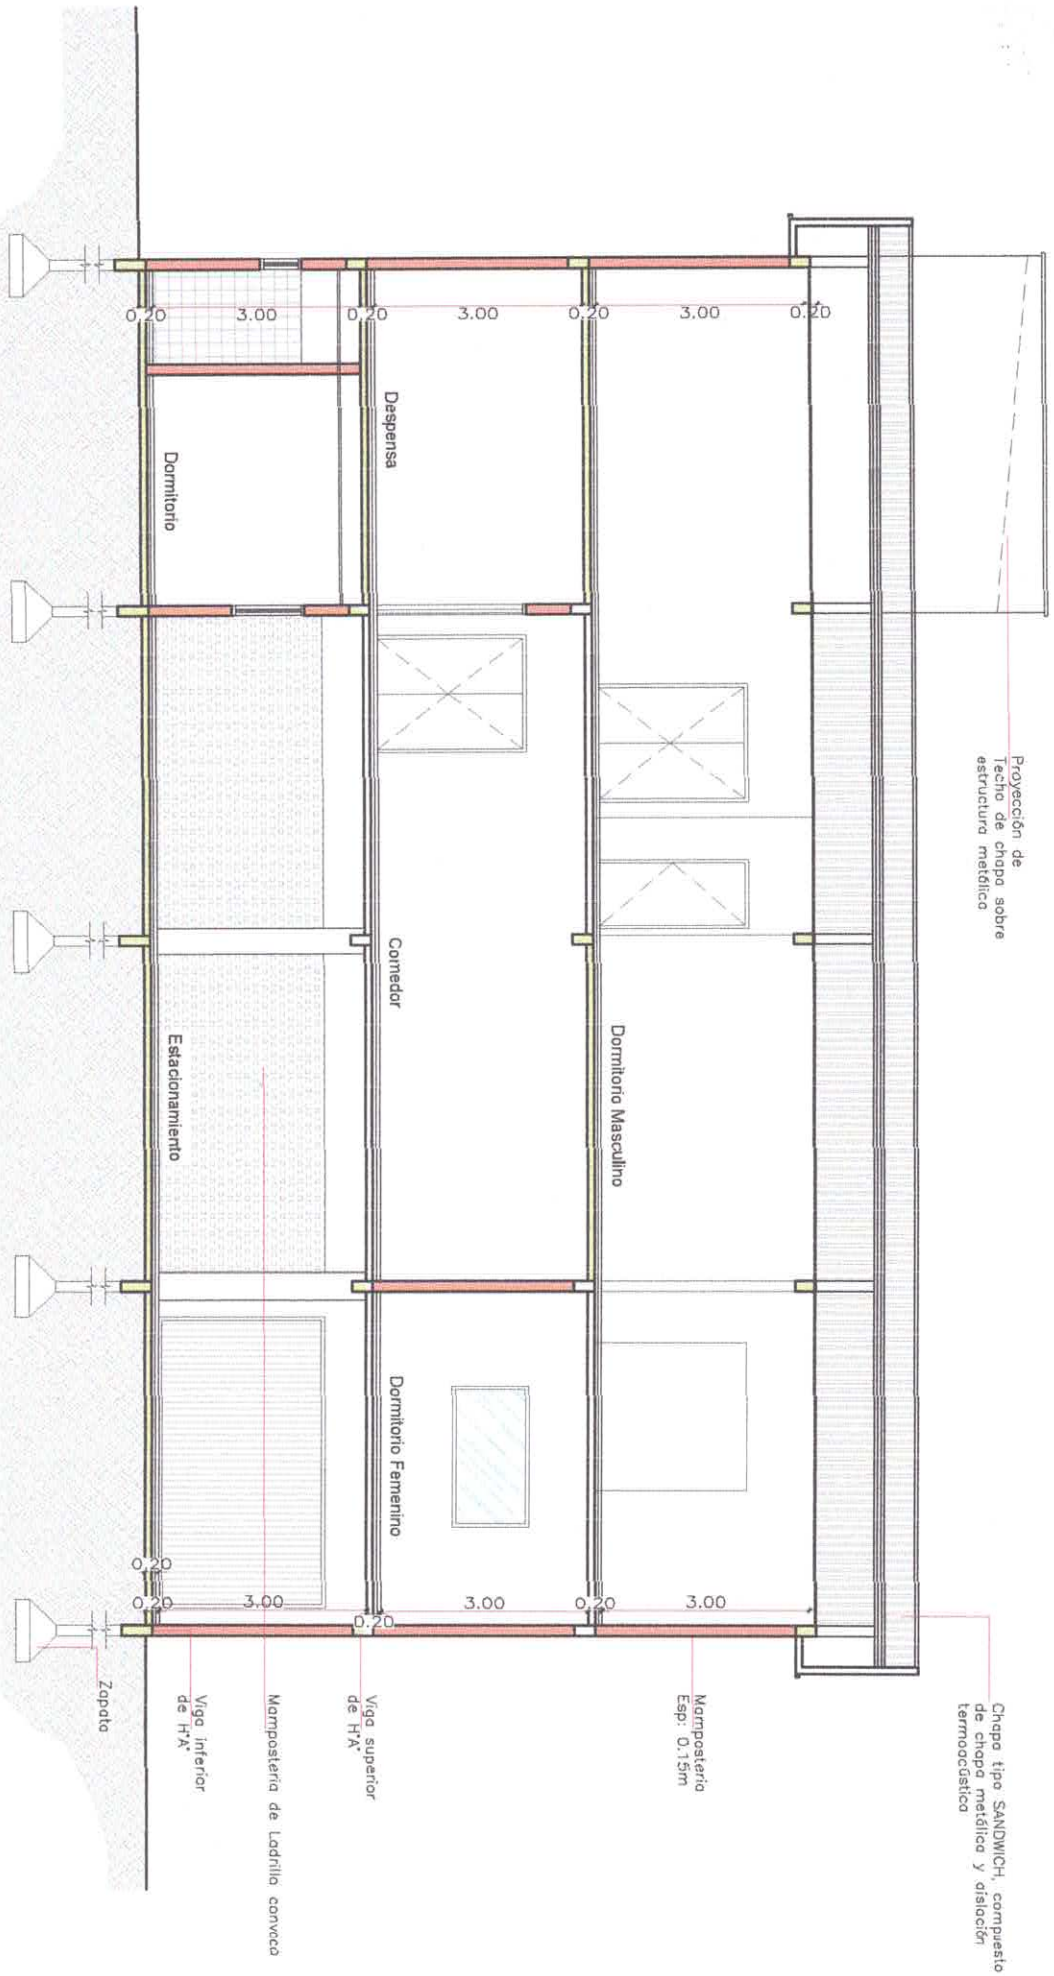 Proyección de
Techo de chapa sobre
estructura metálica
Chapa tipo SANDWICH, compuesto
de chapa metálica y aislación
termoacústica
0.20
3.00
0.20
3.00
0.20
3.00
0.20
Dormitorio Masculino
Mamposteria
Esp: 0.15m
3.00
0.20
Despensa
Comedor
Dormitorio Femenino
3.00
0.20
Viga superior
de H°A°
Dormitorio
Estacionamiento
3.00
0.20
0.20
Mamposteria de Ladrillo convoco
Viga inferior
de H°A°
Zapata